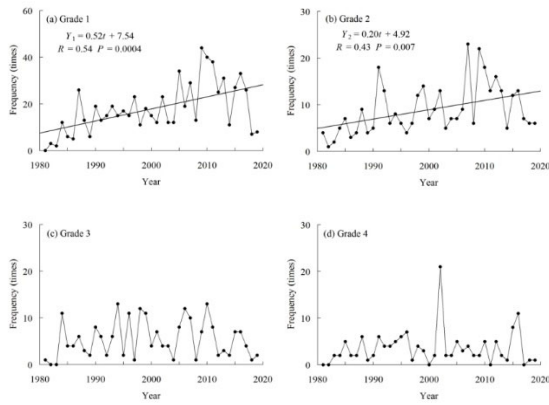 (a) Grade 1
Y1 = 0.52t + 7.54
R = 0.54 P = 0.0004
Frequency (times)
60
40
20
0
1980 1990 2000 2010 2020
Year
(b) Grade 2
Y2 = 0.20t + 4.92
R = 0.43 P = 0.007
Frequency (times)
30
20
10
0
1980 1990 2000 2010 2020
Year
(c) Grade 3
Frequency (times)
30
20
10
0
1980 1990 2000 2010 2020
Year
(d) Grade 4
Frequency (times)
30
20
10
0
1980 1990 2000 2010 2020
Year